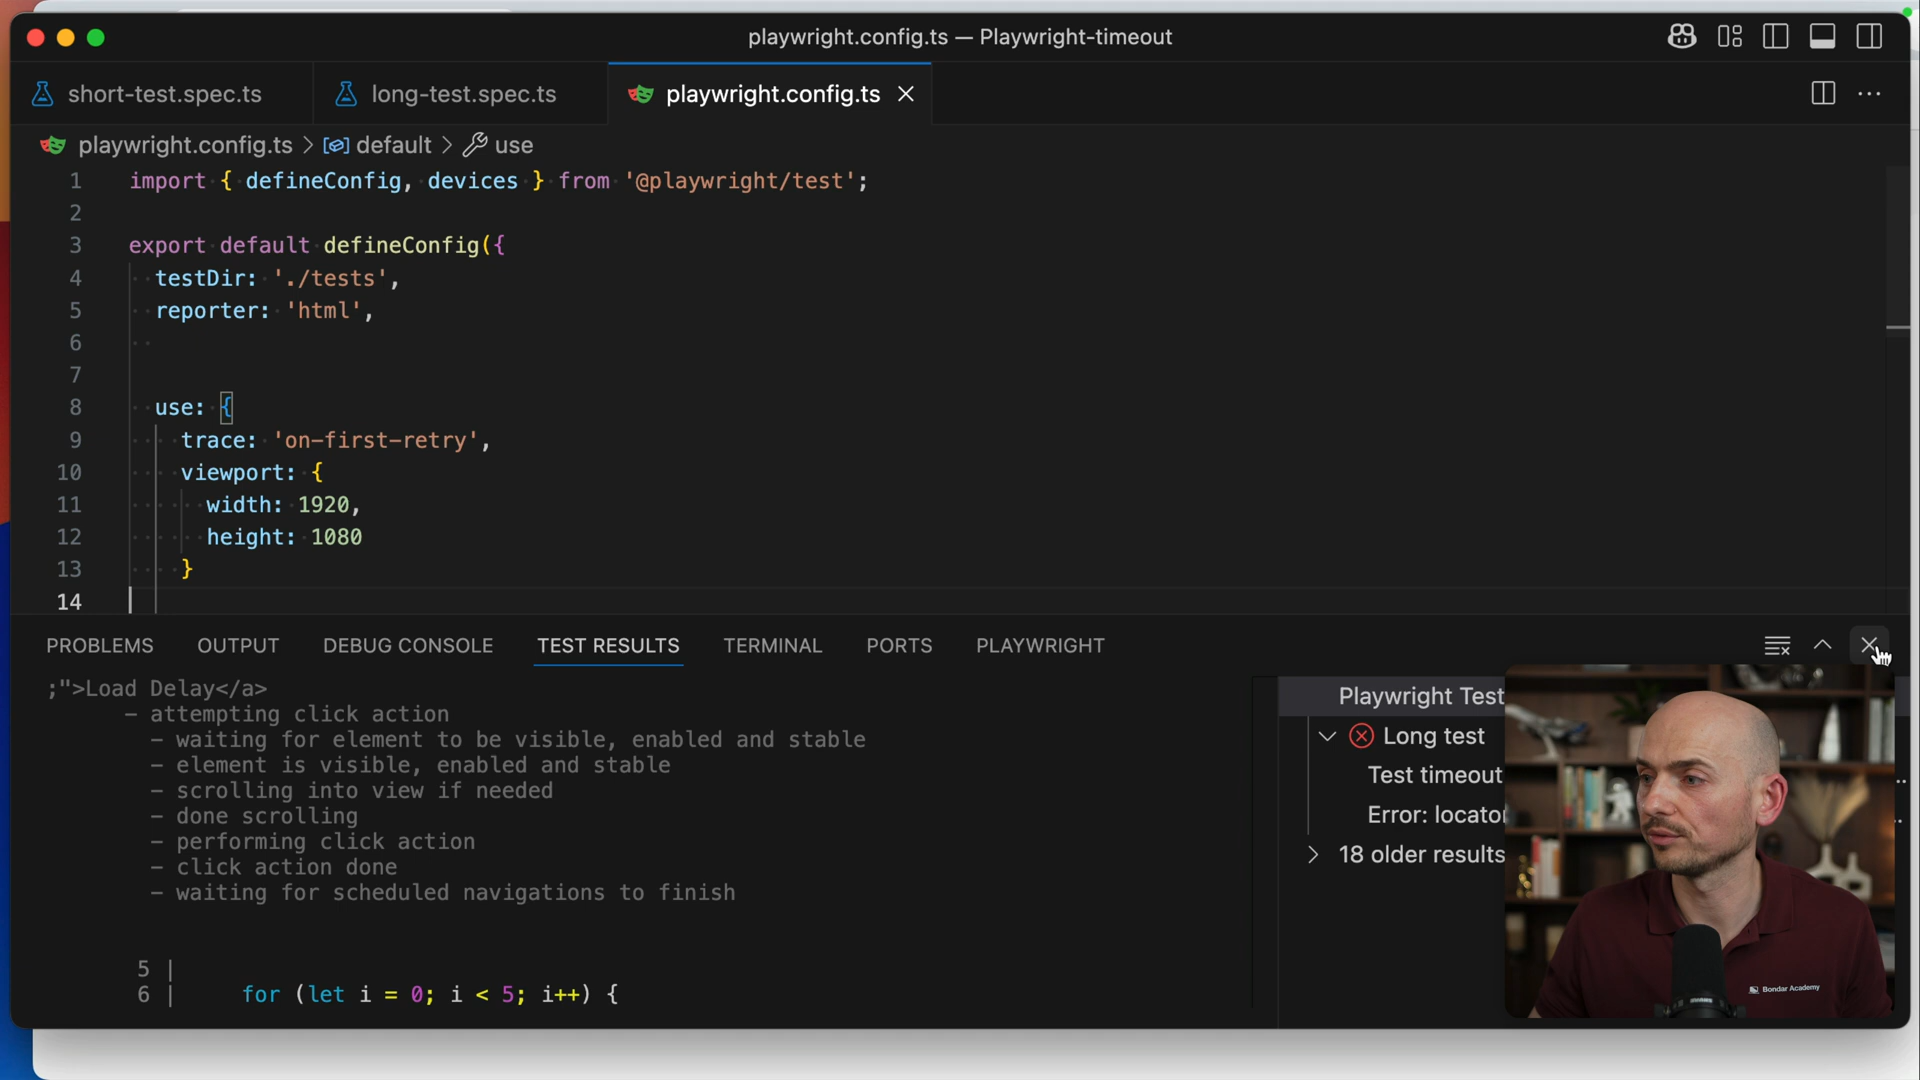 playwright.config.ts — Playwright-timeout
short-test.spec.ts
long-test.spec.ts
playwright.config.ts
playwright.config.ts > default > use
1 import { defineConfig, devices } from '@playwright/test';
2
3 export default defineConfig({
4 testDir: './tests',
5 reporter: 'html',
6
7
8 use: {
9 trace: 'on-first-retry',
10 viewport: {
11 width: 1920,
12 height: 1080
13 }
14
PROBLEMS
OUTPUT
DEBUG CONSOLE
TEST RESULTS
TERMINAL
PORTS
PLAYWRIGHT
;">Load Delay</a>
- attempting click action
- waiting for element to be visible, enabled and stable
- element is visible, enabled and stable
- scrolling into view if needed
- done scrolling
- performing click action
- click action done
- waiting for scheduled navigations to finish
5 |
6 | for (let i = 0; i < 5; i++) {
Playwright Test
Long test
Test timeout
Error: locator
18 older results
Bondar Academy